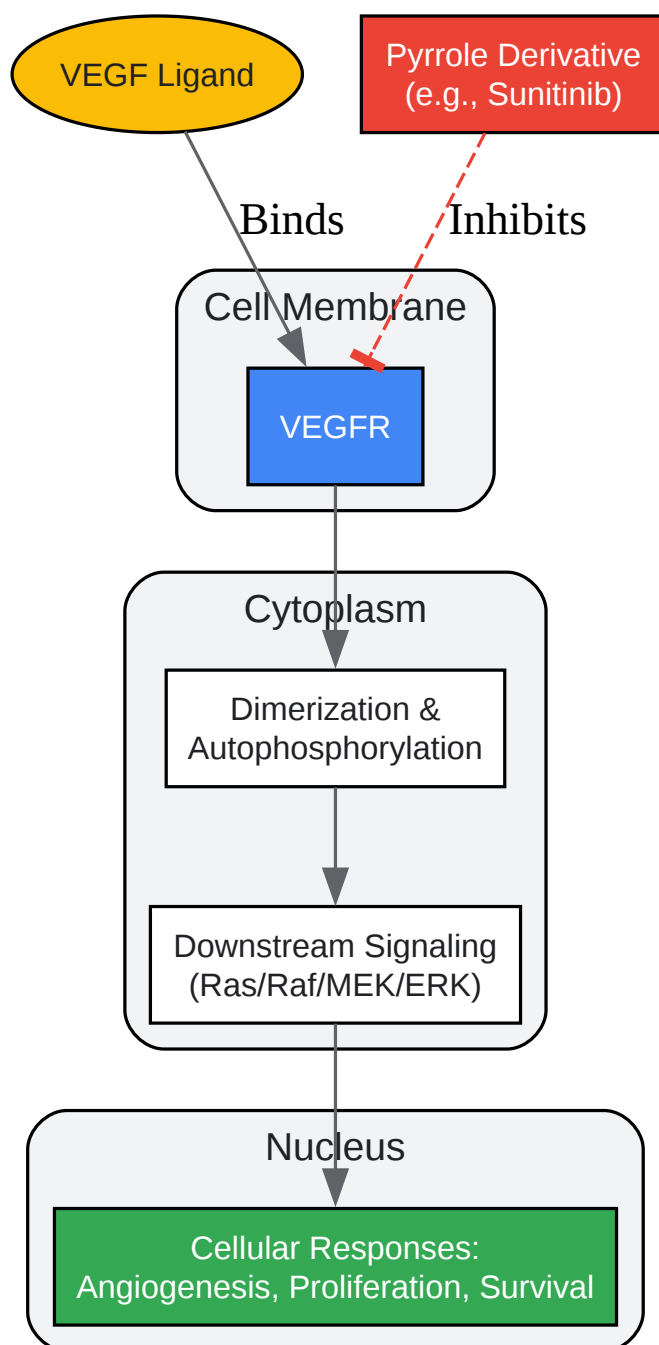 VEGF Ligand
Pyrrole Derivative
(e.g., Sunitinib)
Binds
Inhibits
Cell Membrane
VEGFR
Cytoplasm
Dimerization &
Autophosphorylation
Downstream Signaling
(Ras/Raf/MEK/ERK)
Nucleus
Cellular Responses:
Angiogenesis, Proliferation, Survival